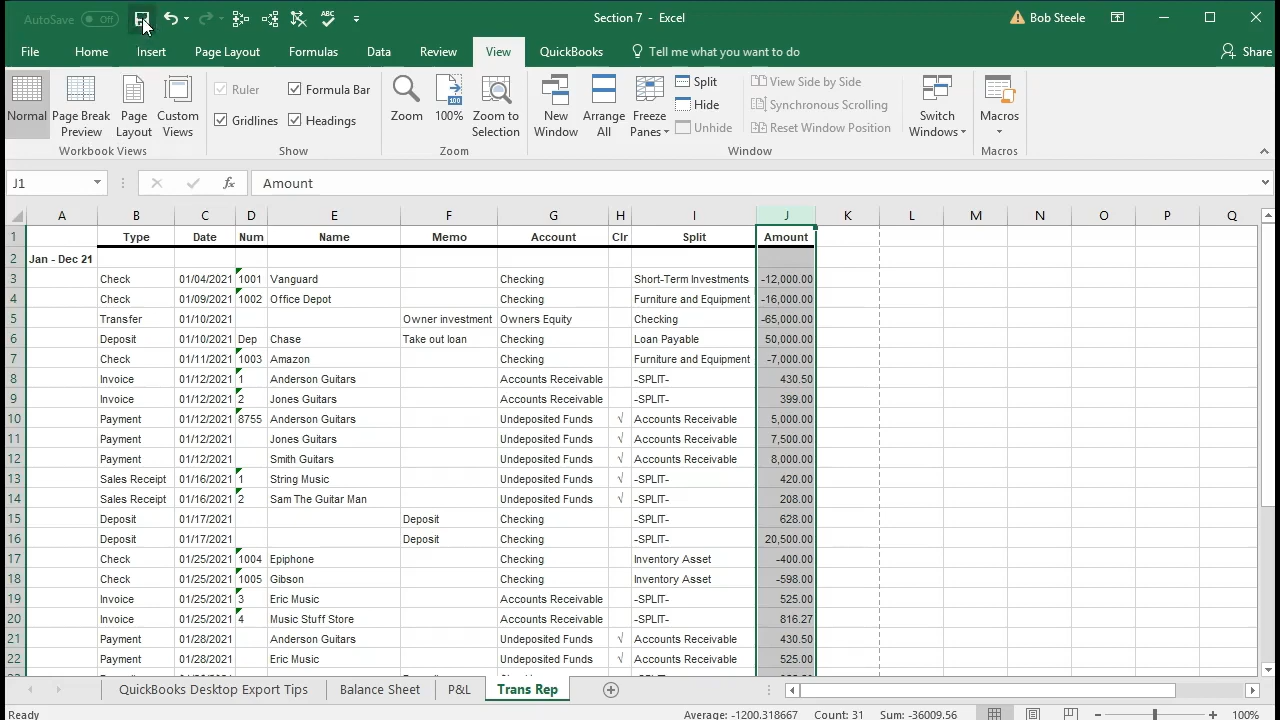 AutoSave Off Section 7 - Excel Bob Steele
File Home Insert Page Layout Formulas Data Review View QuickBooks Tell me what you want to do Share
Normal Page Break Preview Page Layout Custom Views Ruler Gridlines Formula Bar Headings Zoom 100% Zoom to Selection New Window Arrange All Freeze Panes Split Hide Unhide View Side by Side Synchronous Scrolling Reset Window Position Switch Windows Macros
Workbook Views Show Zoom Window Macros
J1 fx Amount
A B C D E F G H I J K L M N O P Q
1 Type Date Num Name Memo Account Clr Split Amount
2 Jan - Dec 21
3 Check 01/04/2021 1001 Vanguard Checking Short-Term Investments -12,000.00
4 Check 01/09/2021 1002 Office Depot Checking Furniture and Equipment -16,000.00
5 Transfer 01/10/2021 Owner investment Owners Equity Checking -65,000.00
6 Deposit 01/10/2021 Dep Chase Take out loan Checking Loan Payable 50,000.00
7 Check 01/11/2021 1003 Amazon Checking Furniture and Equipment -7,000.00
8 Invoice 01/12/2021 1 Anderson Guitars Accounts Receivable -SPLIT- 430.50
9 Invoice 01/12/2021 2 Jones Guitars Accounts Receivable -SPLIT- 399.00
10 Payment 01/12/2021 8755 Anderson Guitars Undeposited Funds √ Accounts Receivable 5,000.00
11 Payment 01/12/2021 Jones Guitars Undeposited Funds √ Accounts Receivable 7,500.00
12 Payment 01/12/2021 Smith Guitars Undeposited Funds √ Accounts Receivable 8,000.00
13 Sales Receipt 01/16/2021 1 String Music Undeposited Funds √ -SPLIT- 420.00
14 Sales Receipt 01/16/2021 2 Sam The Guitar Man Undeposited Funds √ -SPLIT- 208.00
15 Deposit 01/17/2021 Deposit Checking -SPLIT- 628.00
16 Deposit 01/17/2021 Deposit Checking -SPLIT- 20,500.00
17 Check 01/25/2021 1004 Epiphone Checking Inventory Asset -400.00
18 Check 01/25/2021 1005 Gibson Checking Inventory Asset -598.00
19 Invoice 01/25/2021 3 Eric Music Accounts Receivable -SPLIT- 525.00
20 Invoice 01/25/2021 4 Music Stuff Store Accounts Receivable -SPLIT- 816.27
21 Payment 01/28/2021 Anderson Guitars Undeposited Funds √ Accounts Receivable 430.50
22 Payment 01/28/2021 Eric Music Undeposited Funds √ Accounts Receivable 525.00
QuickBooks Desktop Export Tips Balance Sheet P&L Trans Rep
Ready Average: -1200.318667 Count: 31 Sum: -36009.56 100%